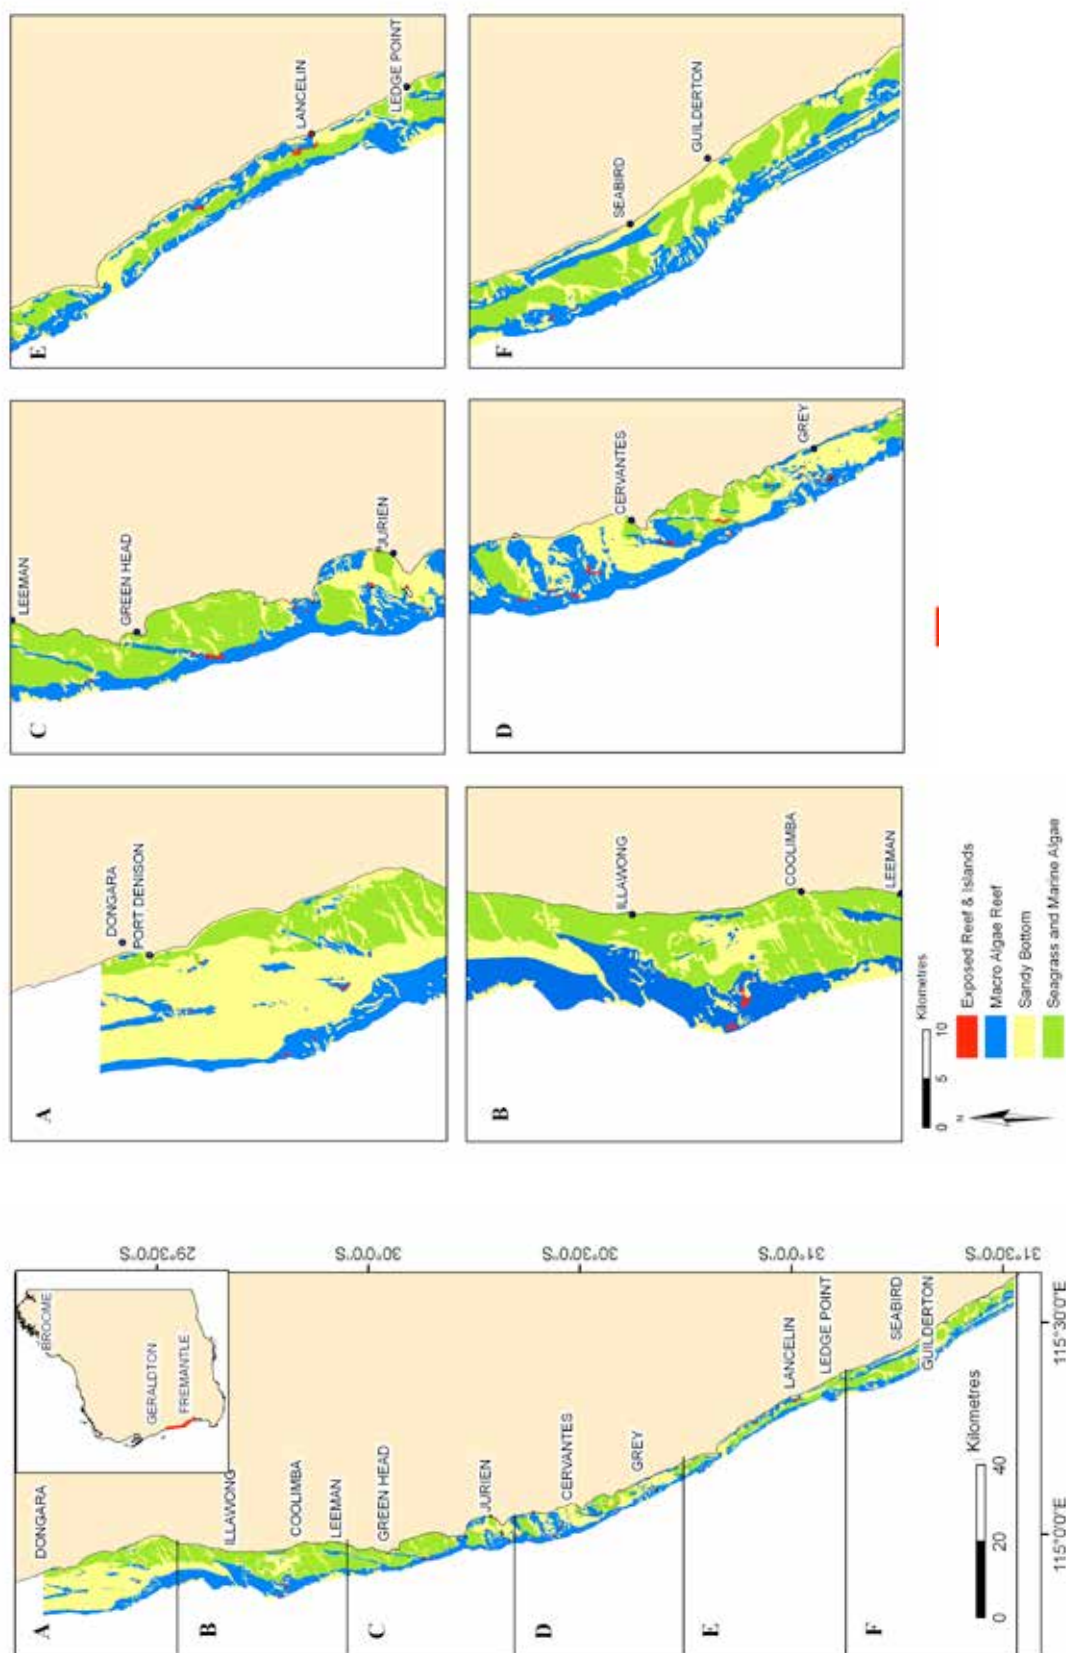 A
DONGARA
B
ILLAWONG
COOLIMBA
LEEMAN
C
GREEN HEAD
JURIEN
D
CERVANTES
GREY
E
LANCELIN
LEDGE POINT
F
SEABIRD
GUILDERTON
BROOME
GERALDTON
FREMANTLE
29°30'0"S
30°0'0"S
30°30'0"S
31°0'0"S
31°30'0"S
115°0'0"E
115°30'0"E
Kilometres
0 20 40
A
DONGARA
PORT DENISON
B
ILLAWONG
COOLIMBA
LEEMAN
C
LEEMAN
GREEN HEAD
JURIEN
D
CERVANTES
GREY
E
LANCELIN
LEDGE POINT
F
SEABIRD
GUILDERTON
N
Kilometres
0 5 10
Exposed Reef & Islands
Macro Algae Reef
Sandy Bottom
Seagrass and Marine Algae